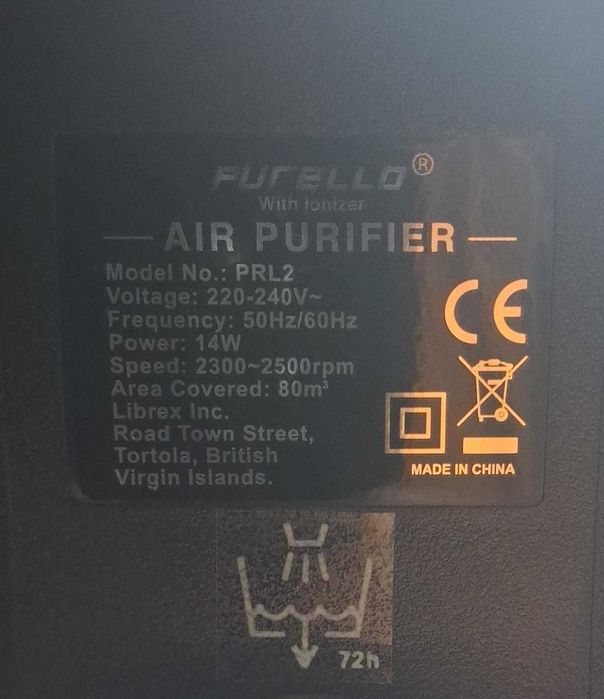 Purello®
With Ionizer
AIR PURIFIER
Model No.: PRL2
Voltage: 220-240V~
Frequency: 50Hz/60Hz
Power: 14W
Speed: 2300~2500rpm
Area Covered: 80m³
Librex Inc.
Road Town Street,
Tortola, British
Virgin Islands.
CE
MADE IN CHINA
72h